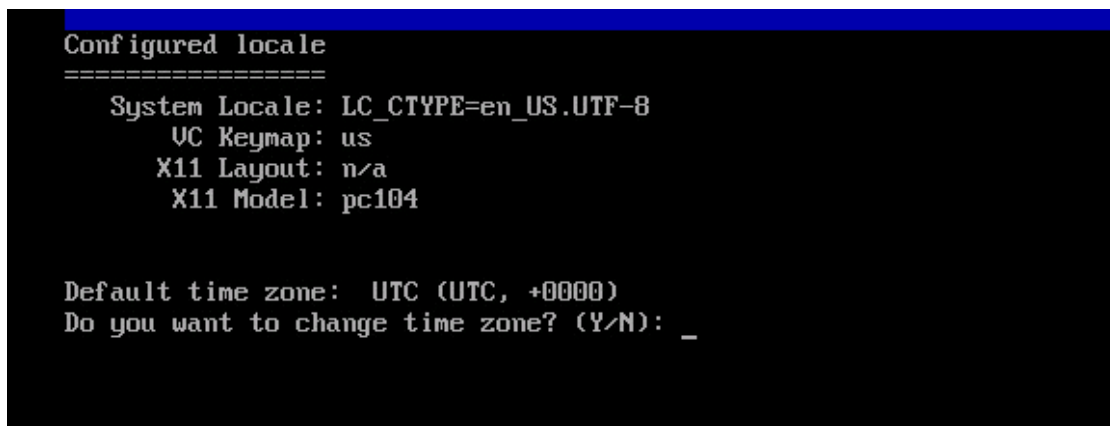 Configured locale
=================
System Locale: LC_CTYPE=en_US.UTF-8
VC Keymap: us
X11 Layout: n/a
X11 Model: pc104
Default time zone:  UTC (UTC, +0000)
Do you want to change time zone? (Y/N): _